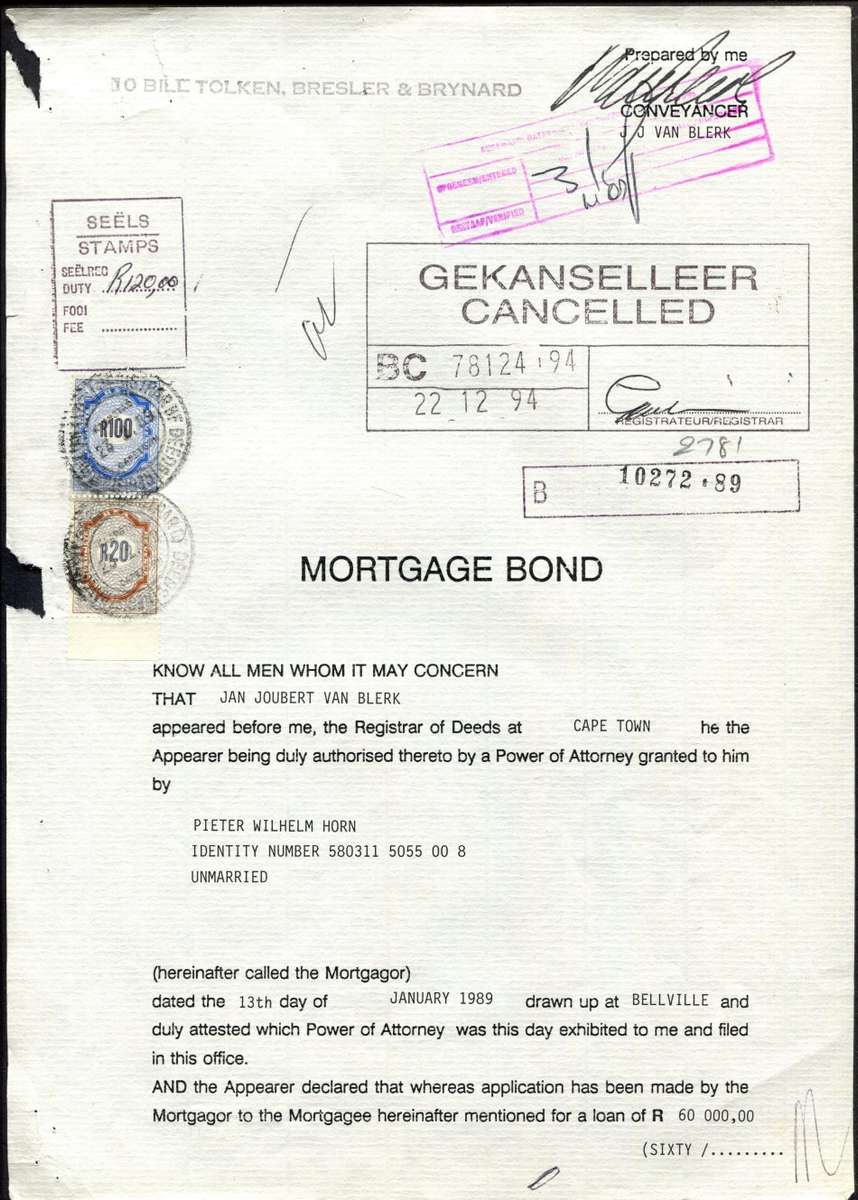 Prepared by me
TO BILL TOLKEN, BRESLER & BRYNARD
CONVEYANCER
J J VAN BLERK
OPGENEEM/ENTERED
GESTAAF/VERIFIED
SEËLS
STAMPS
SEËLREG
DUTY R120,00
FOOI
FEE ..................
GEKANSELLEER
CANCELLED
BC 78124 . 94
22 12 94
REGISTRATEUR/REGISTRAR
2781
B 10272 . 89
R100
R20
MORTGAGE BOND
KNOW ALL MEN WHOM IT MAY CONCERN
THAT JAN JOUBERT VAN BLERK
appeared before me, the Registrar of Deeds at CAPE TOWN he the
Appearer being duly authorised thereto by a Power of Attorney granted to him
by
PIETER WILHELM HORN
IDENTITY NUMBER 580311 5055 00 8
UNMARRIED
(hereinafter called the Mortgagor)
dated the 13th day of JANUARY 1989 drawn up at BELLVILLE and
duly attested which Power of Attorney was this day exhibited to me and filed
in this office.
AND the Appearer declared that whereas application has been made by the
Mortgagor to the Mortgagee hereinafter mentioned for a loan of R 60 000,00
(SIXTY /.........